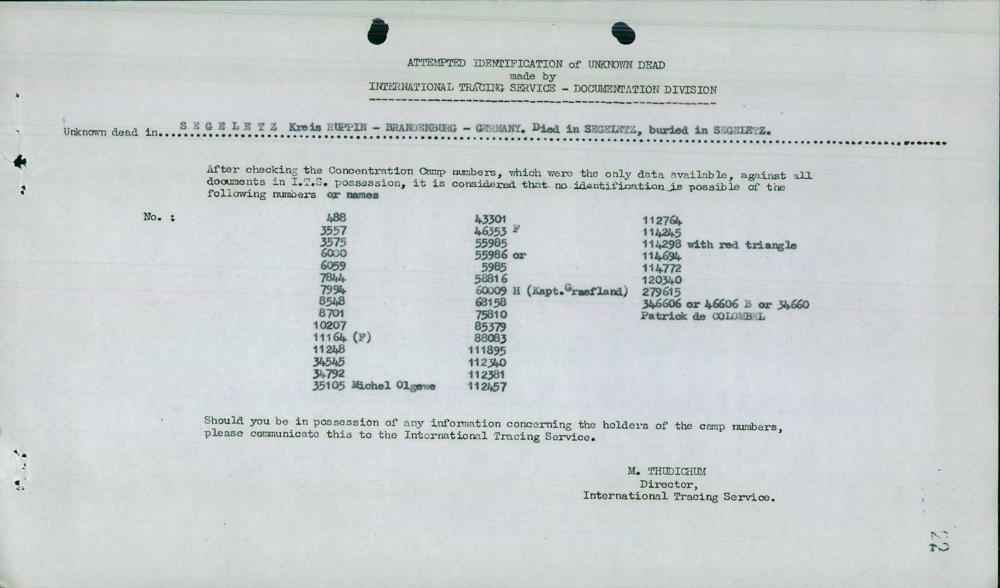 ATTEMPTED IDENTIFICATION of UNKNOWN DEAD
made by
INTERNATIONAL TRACING SERVICE - DOCUMENTATION DIVISION
Unknown dead in.... S E G E L E T Z Kreis RUPPIN - BRANDENBURG - GERMANY. Died in SEGELETZ, buried in SEGELETZ.
After checking the Concentration Camp numbers, which were the only data available, against all
documents in I.T.S. possession, it is considered that no identification is possible of the
following numbers or names
No. :
488
3557
3575
6000
6059
7844
7994
8548
8701
10207
11164 (F)
11248
34545
34792
35105 Michel Olgewe
43301
46353 F
55985
55986 or
5985
58816
60009 H (Kapt.Graefland)
68158
75810
85379
88083
111895
112340
112381
112457
112764
114245
114298 with red triangle
114694
114772
120340
279615
346606 or 46606 B or 34660
Patrick de COLOMBEL
Should you be in possession of any information concerning the holders of the camp numbers,
please communicate this to the International Tracing Service.
M. THUDICHUM
Director,
International Tracing Service.
22